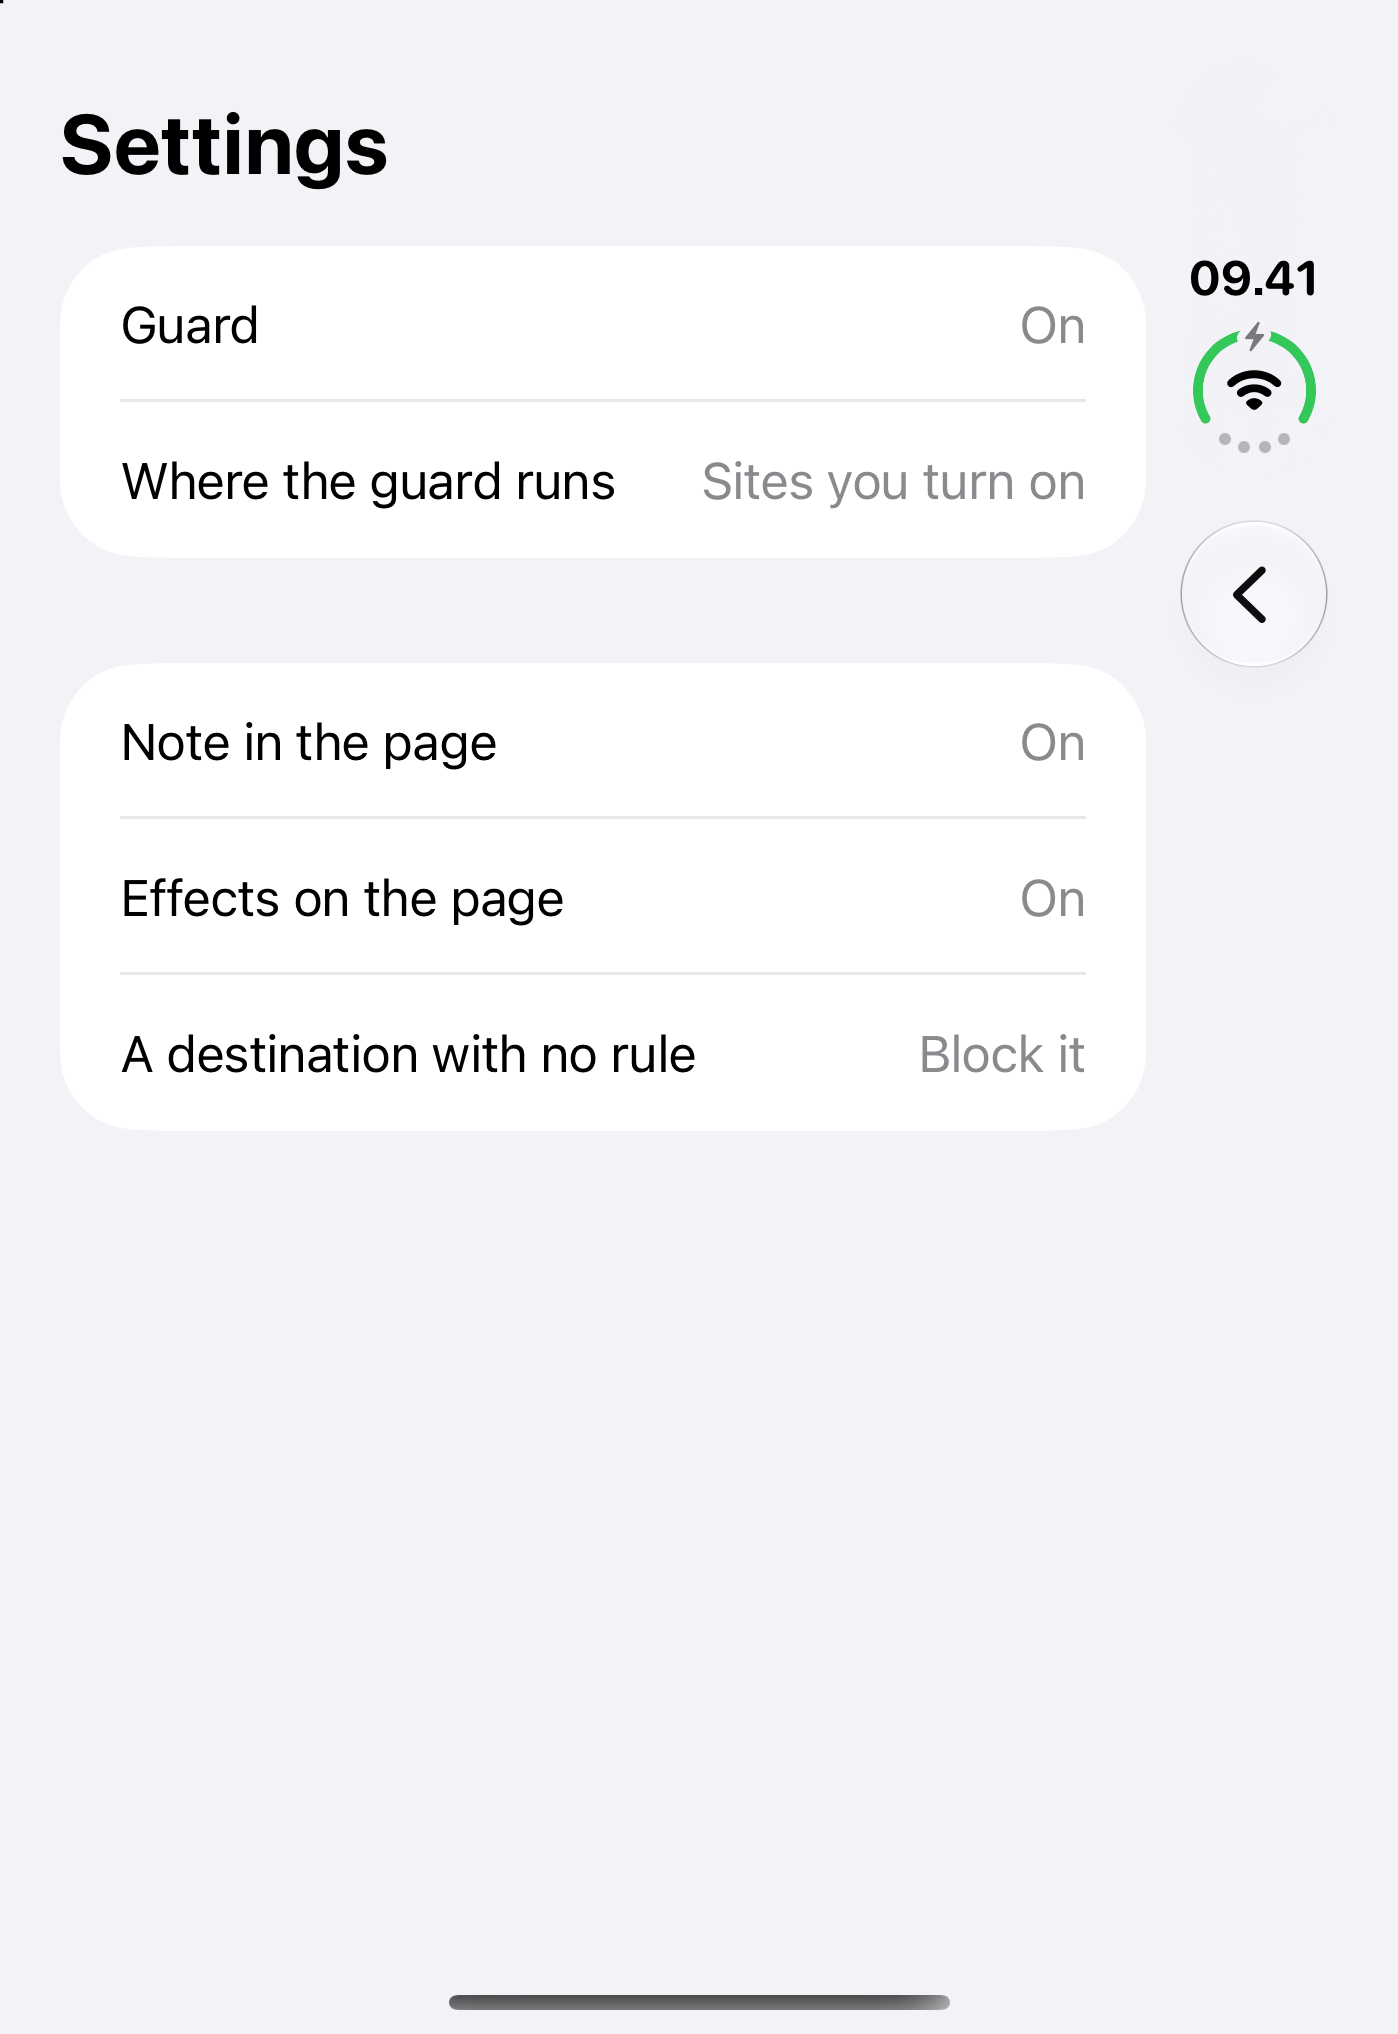 Settings
09.41
Guard On
Where the guard runs Sites you turn on
Note in the page On
Effects on the page On
A destination with no rule Block it